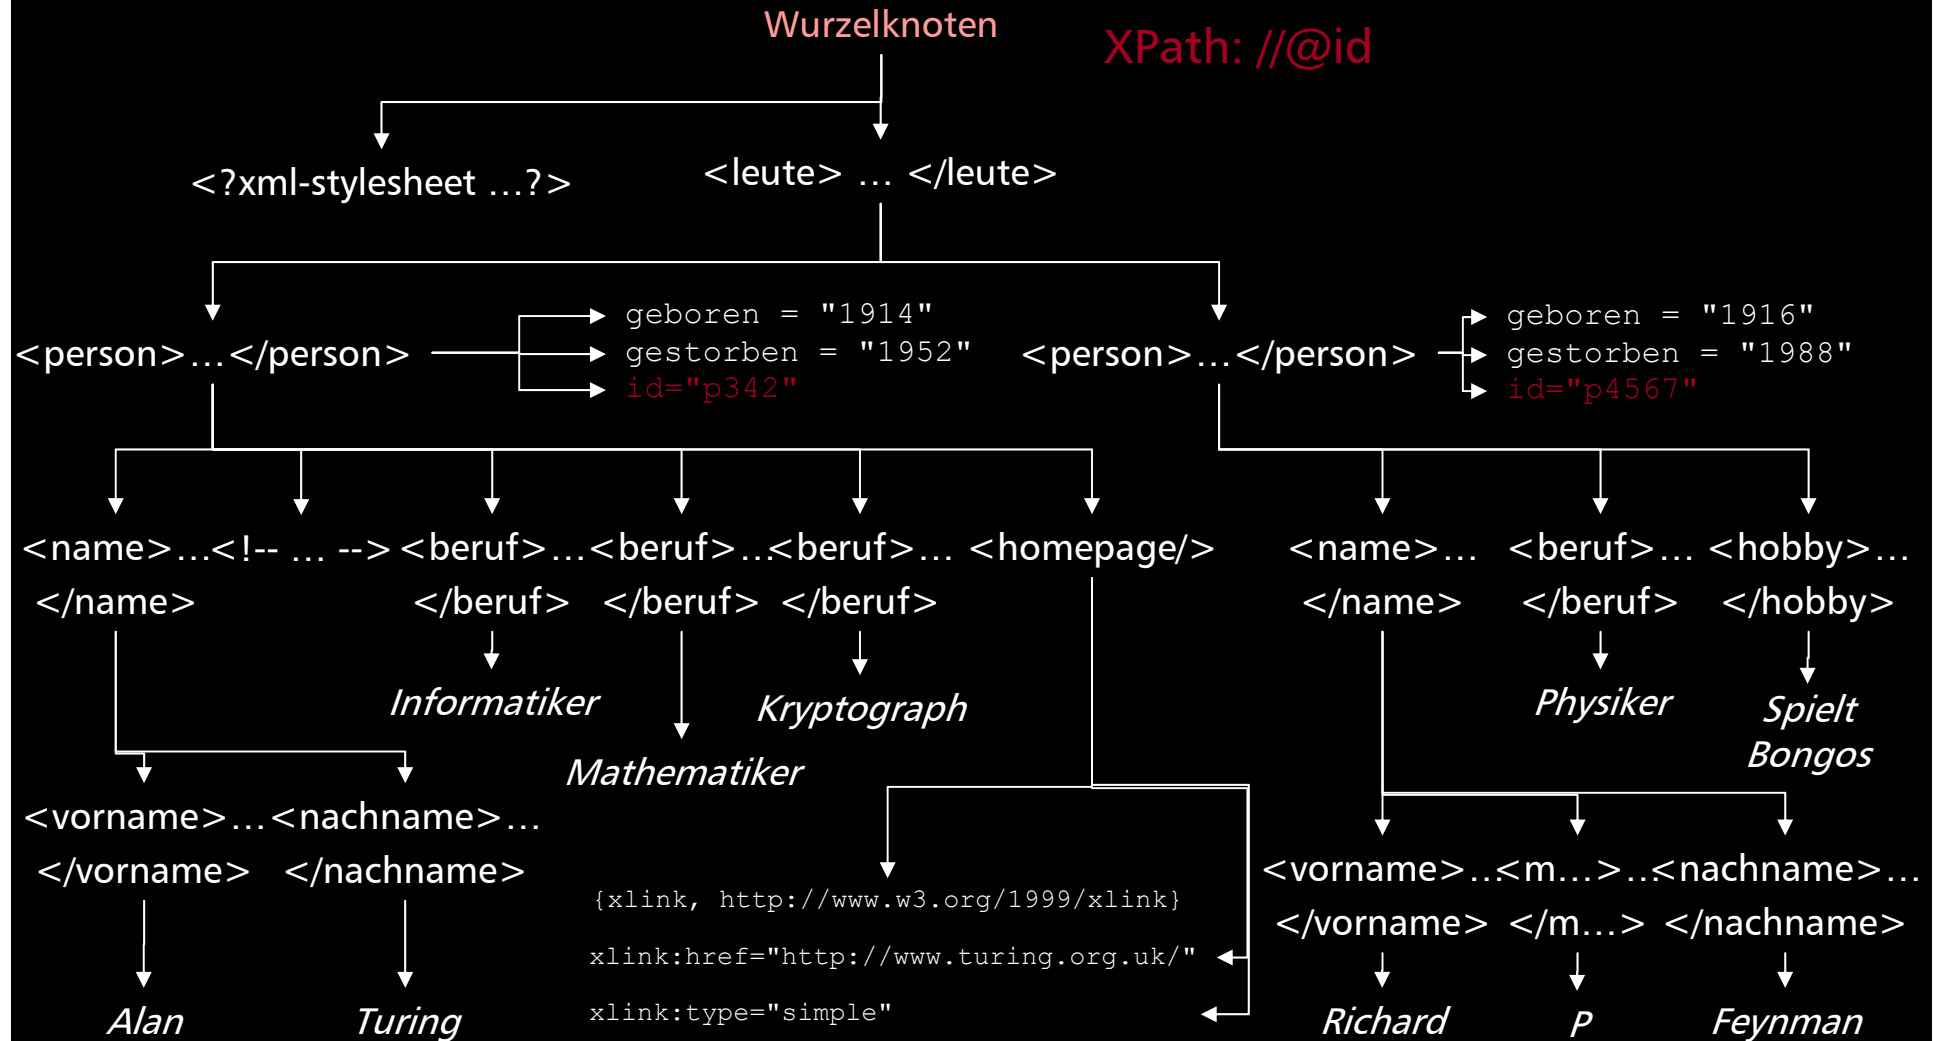 Wurzelknoten
XPath: //@id
<?xml-stylesheet …?>
<leute> … </leute>
<person>…</person>
geboren = "1914"
gestorben = "1952"
id="p342"
<person>…</person>
geboren = "1916"
gestorben = "1988"
id="p4567"
<name>…
</name>
<!-- … -->
<beruf>…
</beruf>
<beruf>…
</beruf>
<beruf>…
</beruf>
<homepage/>
<name>…
</name>
<beruf>…
</beruf>
<hobby>…
</hobby>
Informatiker
Mathematiker
Kryptograph
Physiker
Spielt
Bongos
<vorname>…
</vorname>
<nachname>…
</nachname>
{xlink, http://www.w3.org/1999/xlink}
xlink:href="http://www.turing.org.uk/"
xlink:type="simple"
<vorname>…
</vorname>
<m…>…
</m…>
<nachname>…
</nachname>
Alan
Turing
Richard
P
Feynman